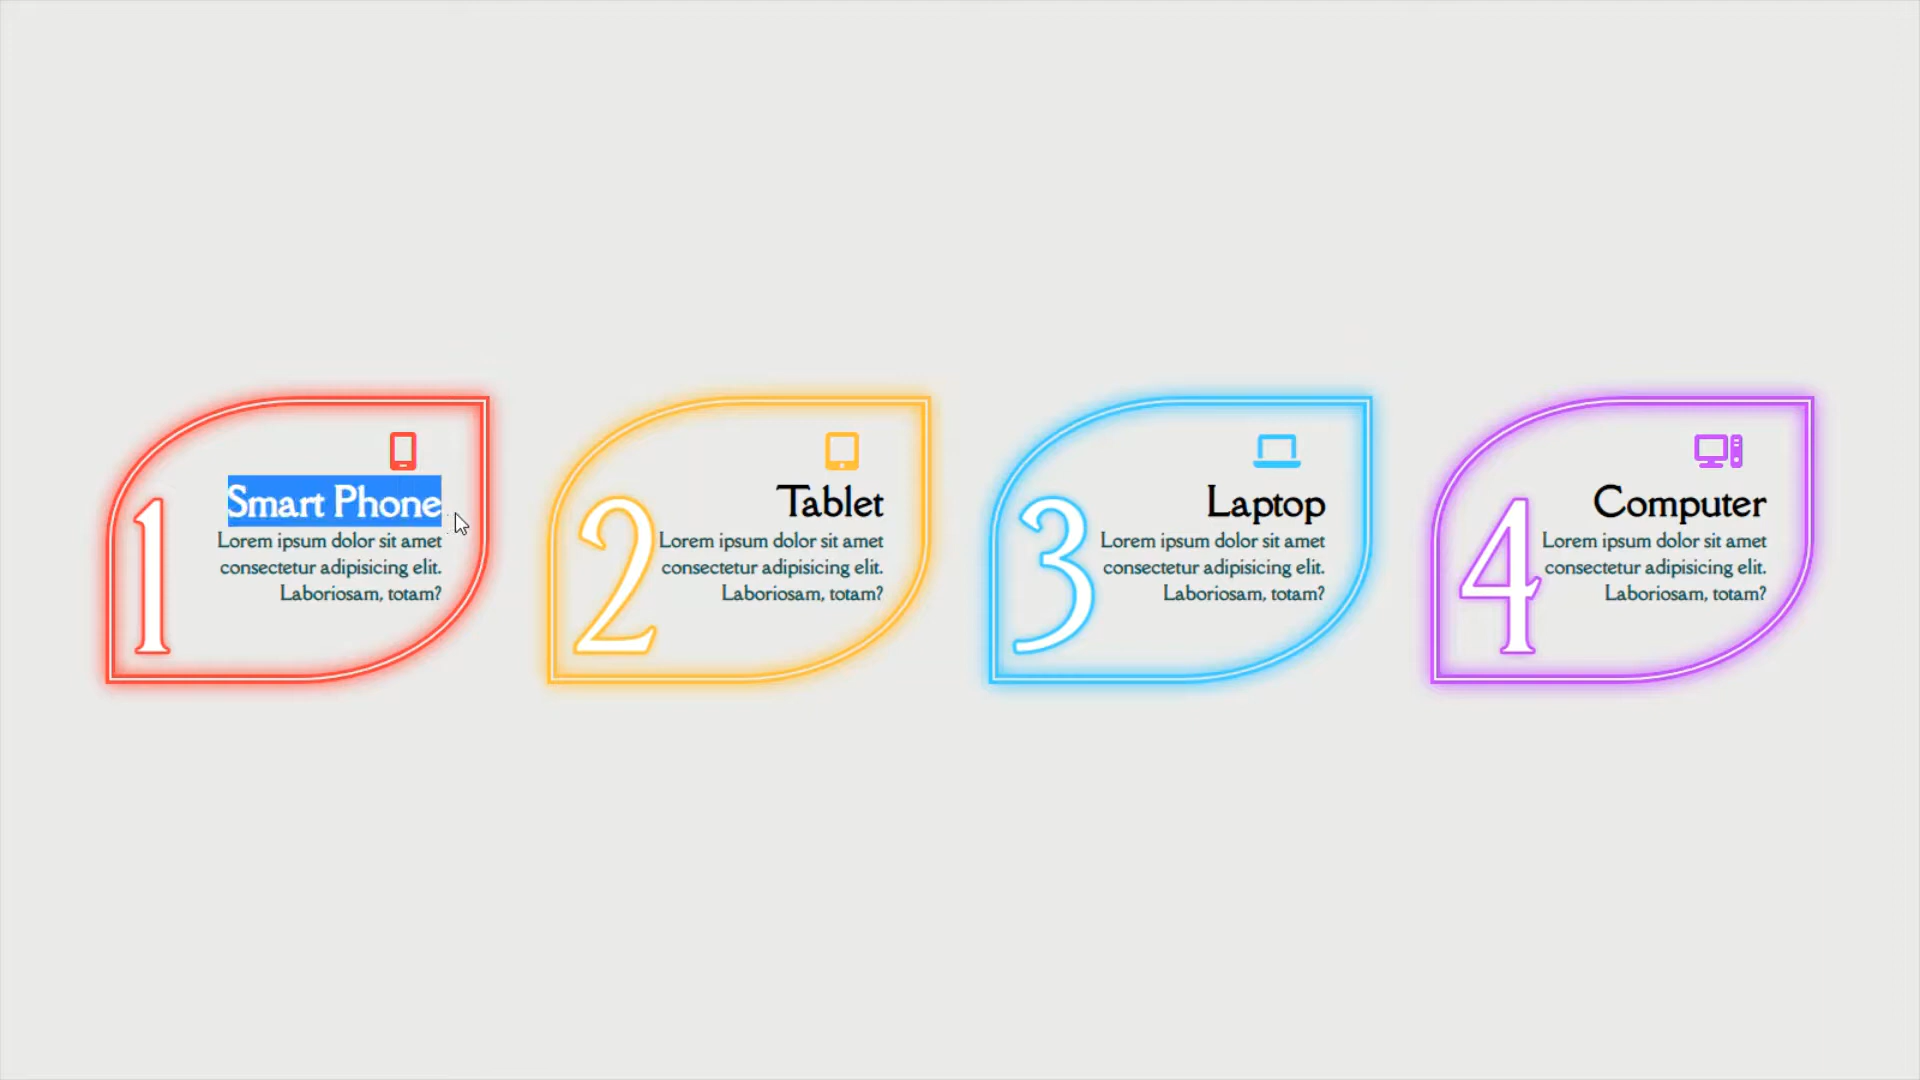 1
Smart Phone
Lorem ipsum dolor sit amet
consectetur adipisicing elit.
Laboriosam, totam?
2
Tablet
Lorem ipsum dolor sit amet
consectetur adipisicing elit.
Laboriosam, totam?
3
Laptop
Lorem ipsum dolor sit amet
consectetur adipisicing elit.
Laboriosam, totam?
4
Computer
Lorem ipsum dolor sit amet
consectetur adipisicing elit.
Laboriosam, totam?